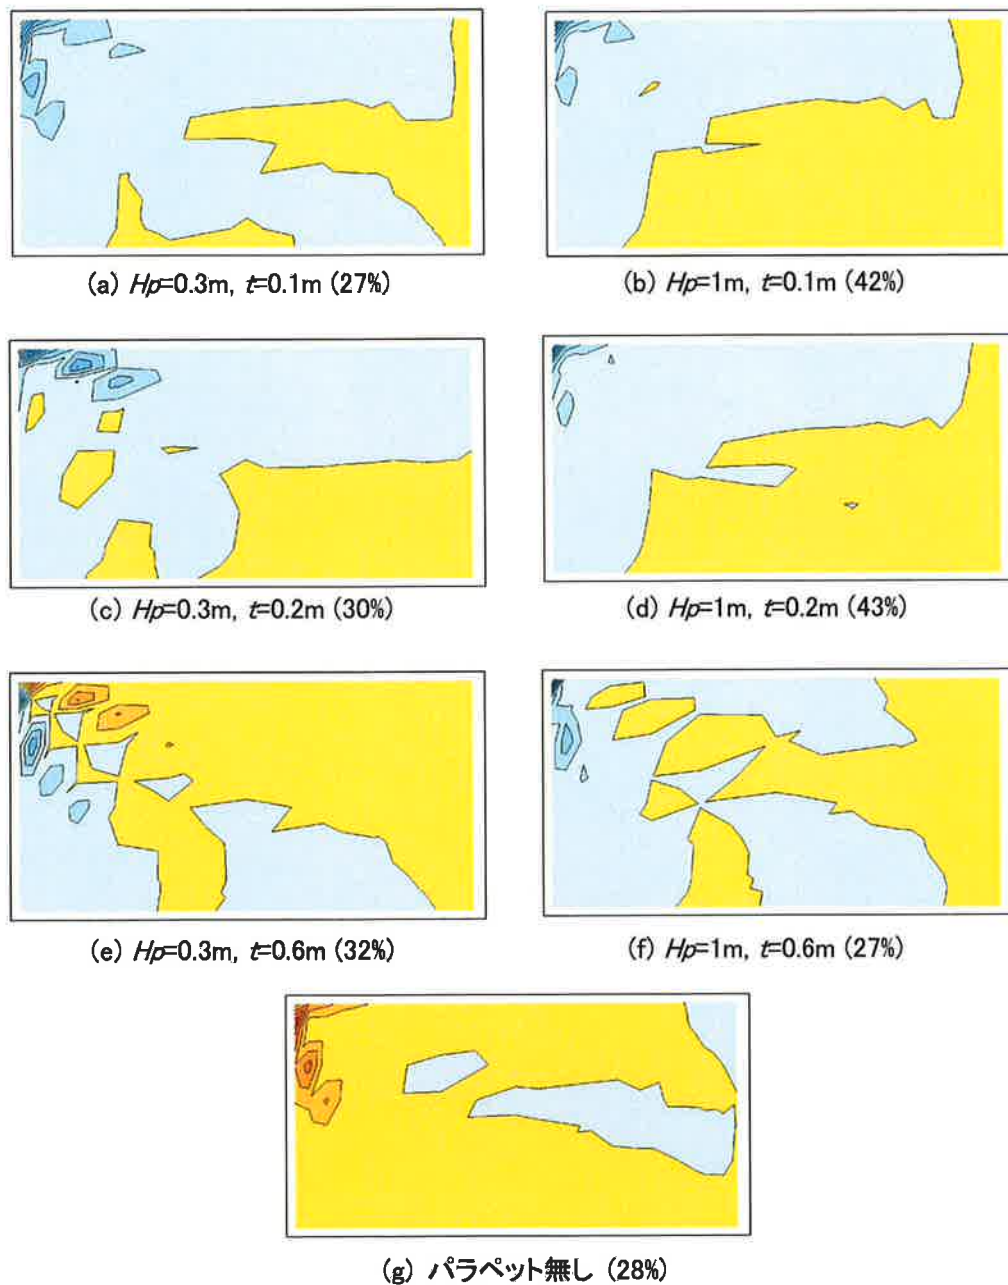 (a) Hp=0.3m, t=0.1m (27%)
(b) Hp=1m, t=0.1m (42%)
(c) Hp=0.3m, t=0.2m (30%)
(d) Hp=1m, t=0.2m (43%)
(e) Hp=0.3m, t=0.6m (32%)
(f) Hp=1m, t=0.6m (27%)
(g) パラペット無し (28%)